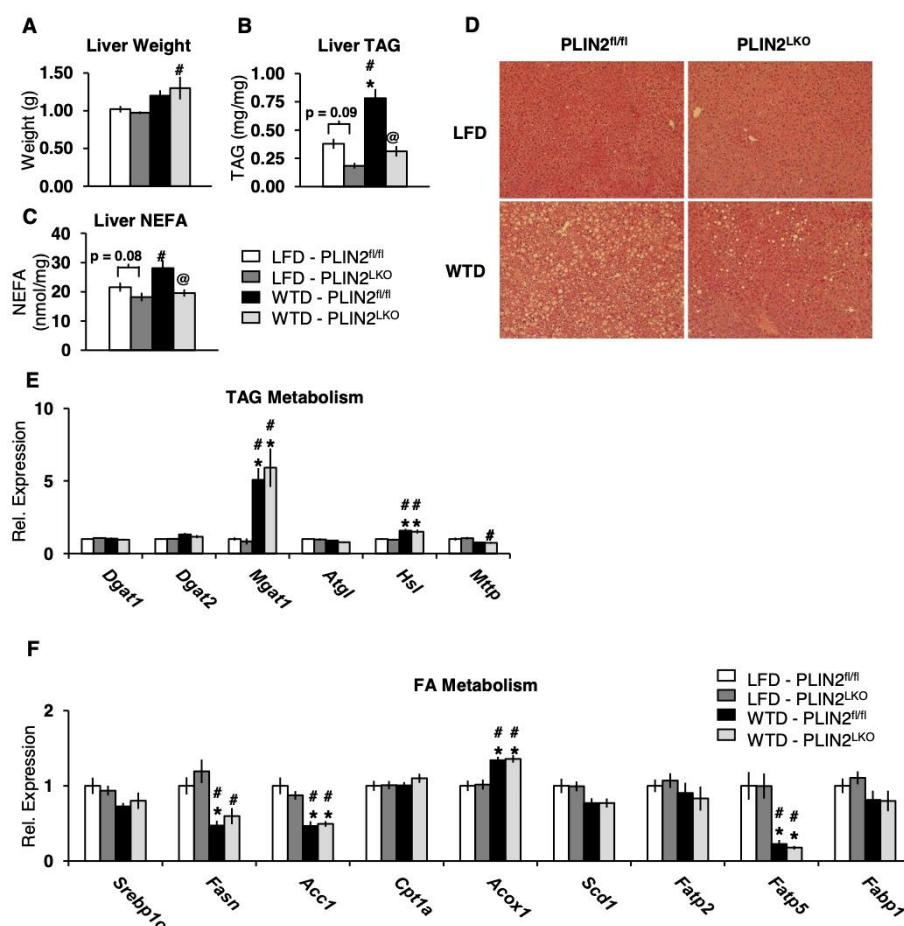 A
Liver Weight
Weight (g)
1.50
1.00
0.50
0.00
#
B
Liver TAG
TAG (mg/mg)
1.00
0.75
0.50
0.25
0.00
p = 0.09
#
*
@
C
Liver NEFA
NEFA
(nmol/mg)
40
30
20
10
0
p = 0.08
#
@
LFD - PLIN2fl/fl
LFD - PLIN2LKO
WTD - PLIN2fl/fl
WTD - PLIN2LKO
D
PLIN2fl/fl
PLIN2LKO
LFD
WTD
E
TAG Metabolism
Rel. Expression
10
5
0
#
*
#
*
##
**
#
Dgat1
Dgat2
Mgat1
Atgl
Hsl
Mttp
F
FA Metabolism
LFD - PLIN2fl/fl
LFD - PLIN2LKO
WTD - PLIN2fl/fl
WTD - PLIN2LKO
Rel. Expression
2
1
0
#
*
#
# #
* *
# #
* *
#
*
#
*
Srebp1c
Fasn
Acc1
Cpt1a
Acox1
Scd1
Fatp2
Fatp5
Fabp1